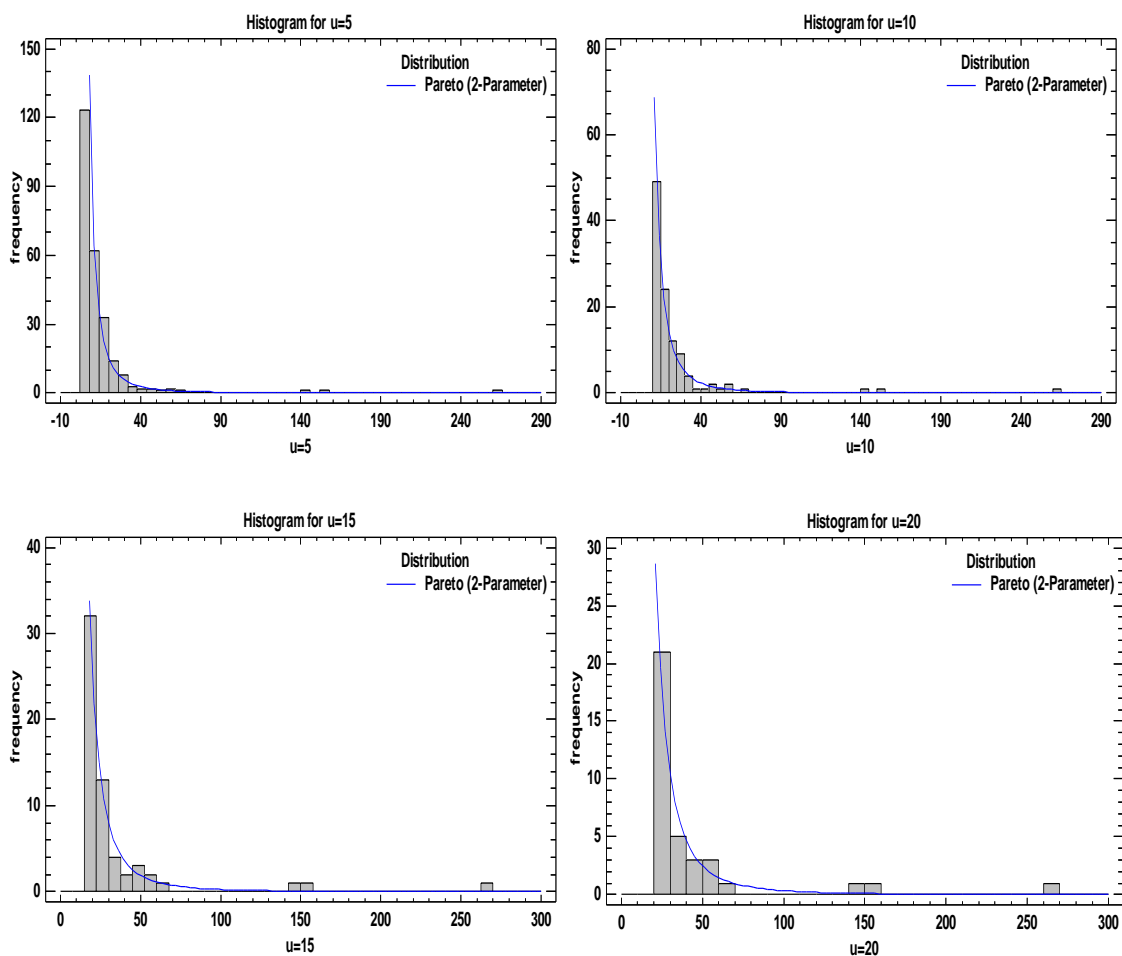 Histogram for u=5
Distribution
Pareto (2-Parameter)
frequency
150
120
90
60
30
0
-10 40 90 140 190 240 290
u=5
Histogram for u=10
Distribution
Pareto (2-Parameter)
frequency
80
60
40
20
0
-10 40 90 140 190 240 290
u=10
Histogram for u=15
Distribution
Pareto (2-Parameter)
frequency
40
30
20
10
0
0 50 100 150 200 250 300
u=15
Histogram for u=20
Distribution
Pareto (2-Parameter)
frequency
30
25
20
15
10
5
0
0 50 100 150 200 250 300
u=20